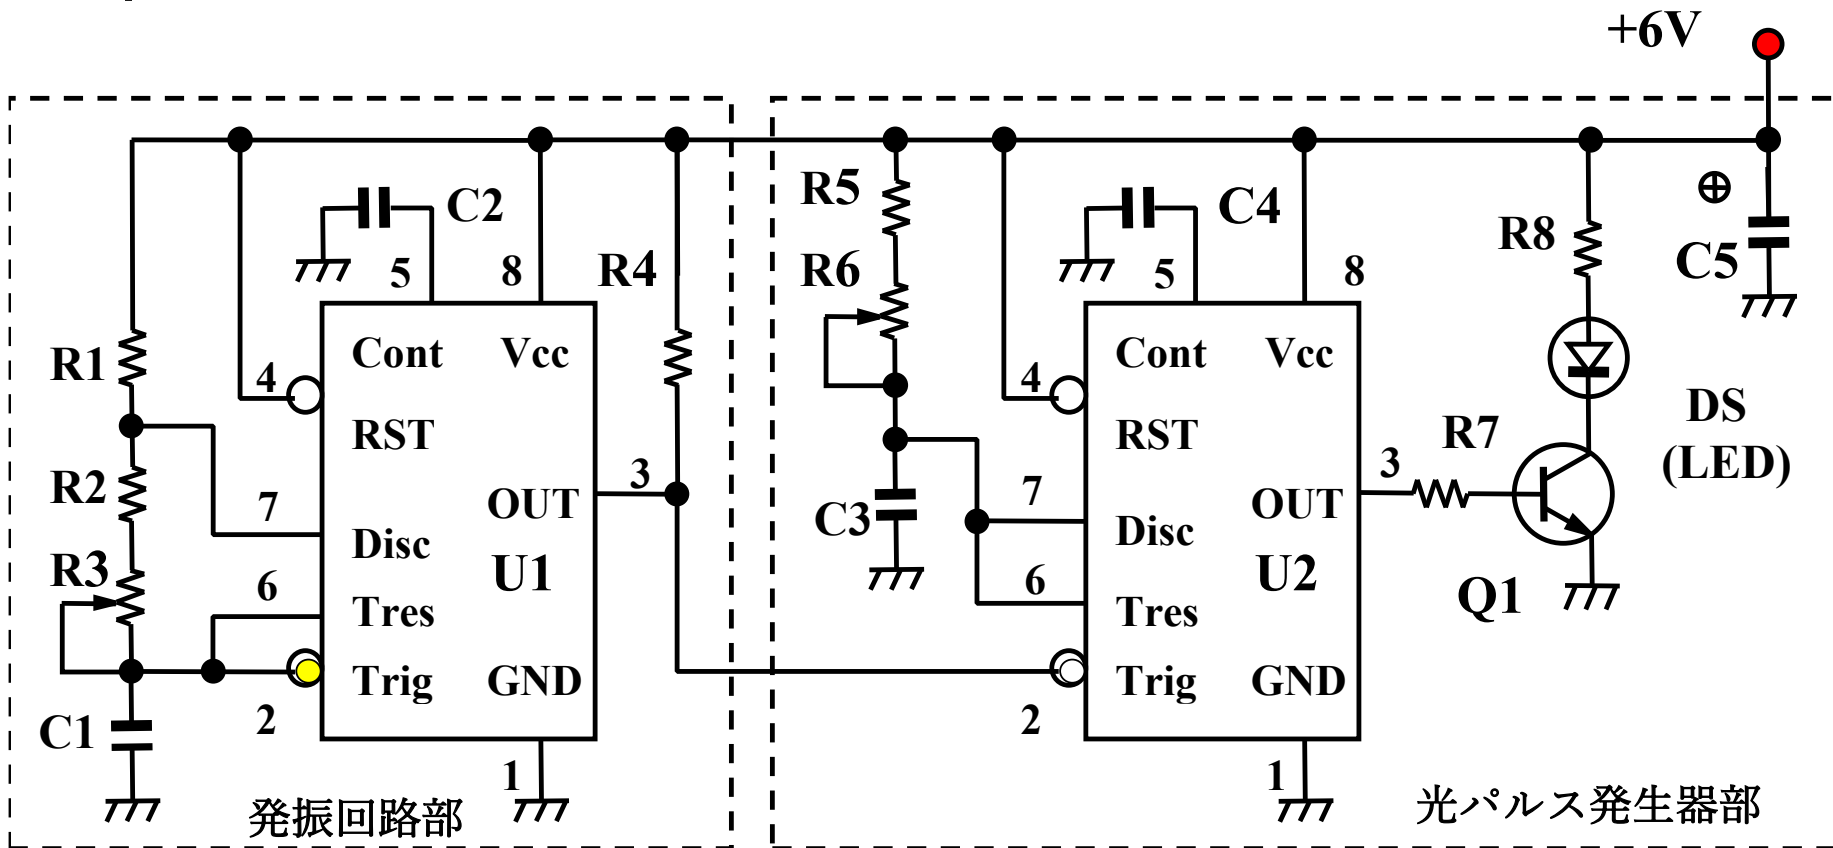 +6V
R1
R2
R3
C1
4
7
6
2
C2
5
8
Cont Vcc
RST
OUT
Disc
U1
Tres
Trig GND
1
R4
3
発振回路部
R5
R6
C3
4
7
6
2
C4
5
8
Cont Vcc
RST
OUT
Disc
U2
Tres
Trig GND
1
3
R7
Q1
R8
DS
(LED)
⊕
C5
光パルス発生器部